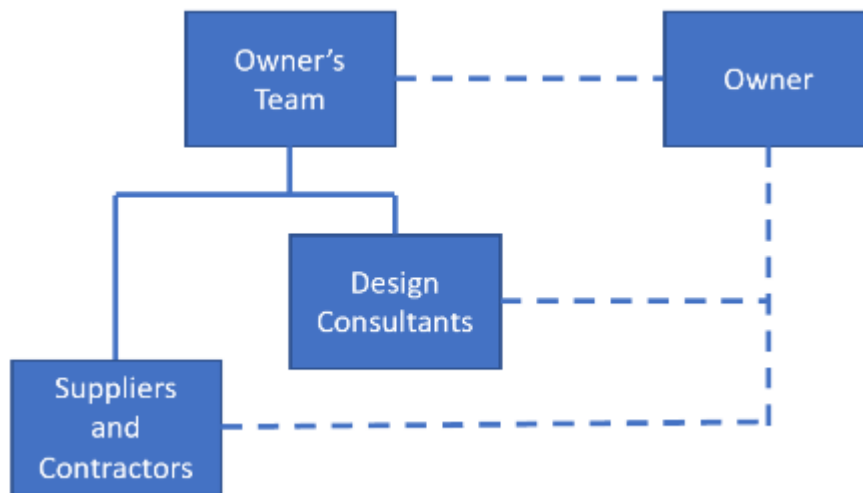 Owner's
Team
Owner
Design
Consultants
Suppliers
and
Contractors